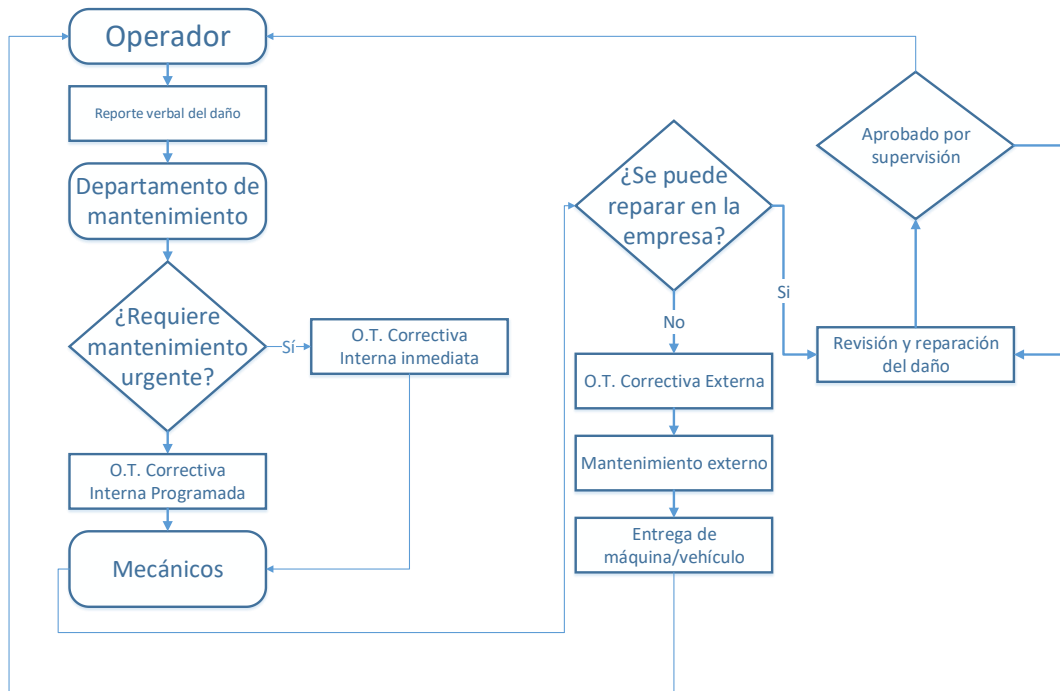 Operador
Reporte verbal del daño
Departamento de
mantenimiento
¿Requiere
mantenimiento
urgente?
Sí
O.T. Correctiva
Interna inmediata
O.T. Correctiva
Interna Programada
Mecánicos
¿Se puede
reparar en la
empresa?
No
Si
O.T. Correctiva Externa
Mantenimiento externo
Entrega de
máquina/vehículo
Revisión y reparación
del daño
Aprobado por
supervisión